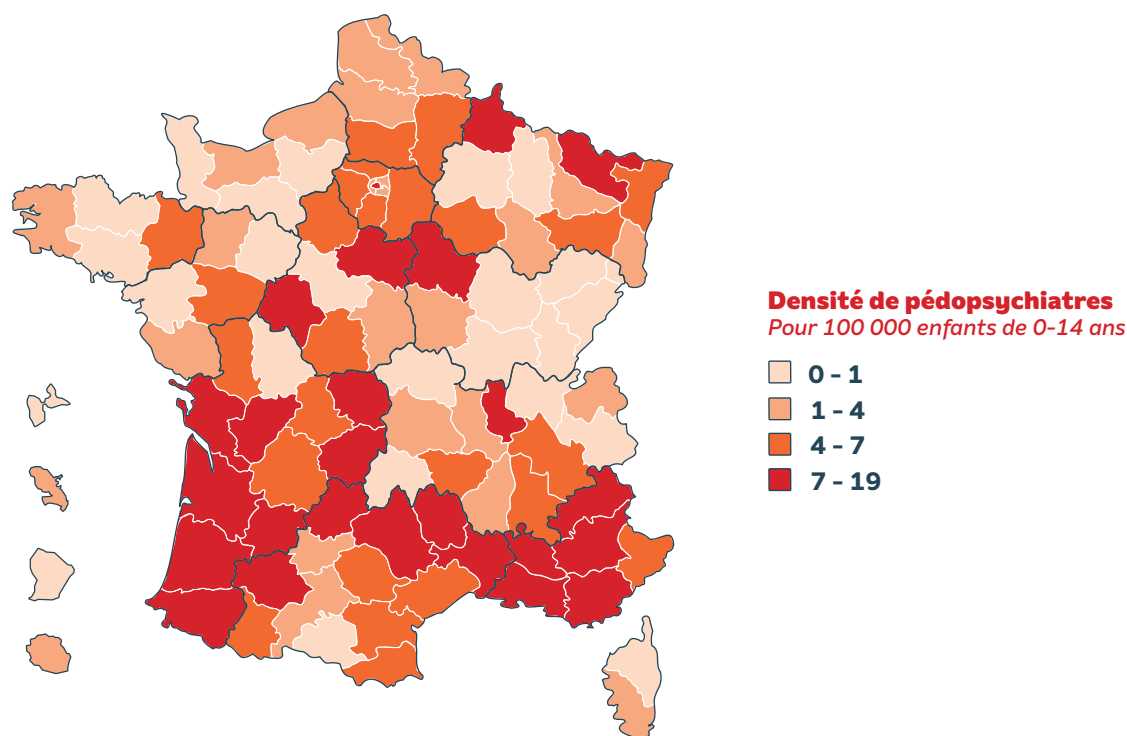 Densité de pédopsychiatres
Pour 100 000 enfants de 0-14 ans
0 - 1
1 - 4
4 - 7
7 - 19